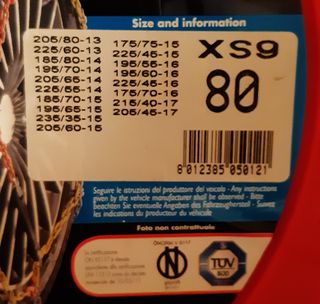 Size and information
205/80-13
225/60-13
185/80-14
195/70-14
205/65-14
225/55-14
185/70-15
195/65-15
235/35-15
205/60-15
175/75-15
225/45-15
195/55-16
195/60-16
225/45-16
175/70-16
215/40-17
205/45-17
XS9
80
8 012385 050121
Seguire le istruzioni del produttore del veicolo - Any instructions
given by the vehicle manufacturer shall be observed - Bitte
beachten Sie eventuelle Angaben des Fahrzeugherstell - Suivez
les indications du producteur du véhicule
Foto non contrattuale
ÖNORM V 5117
N
TÜV